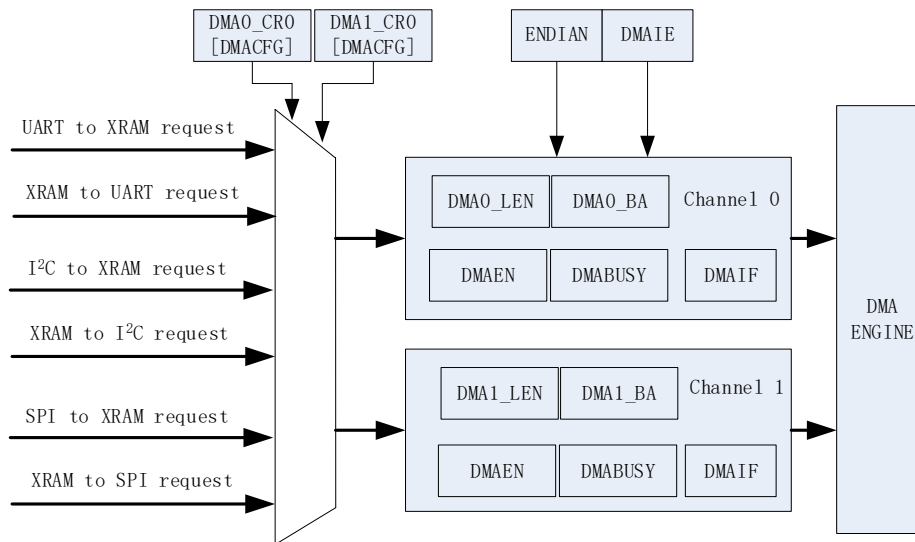 DMA0_CR0
[DMACFG]
DMA1_CR0
[DMACFG]
ENDIAN
DMAIE
UART to XRAM request
XRAM to UART request
I²C to XRAM request
XRAM to I²C request
SPI to XRAM request
XRAM to SPI request
DMA0_LEN
DMA0_BA
Channel 0
DMAEN
DMABUSY
DMAIF
DMA1_LEN
DMA1_BA
Channel 1
DMAEN
DMABUSY
DMAIF
DMA
ENGINE